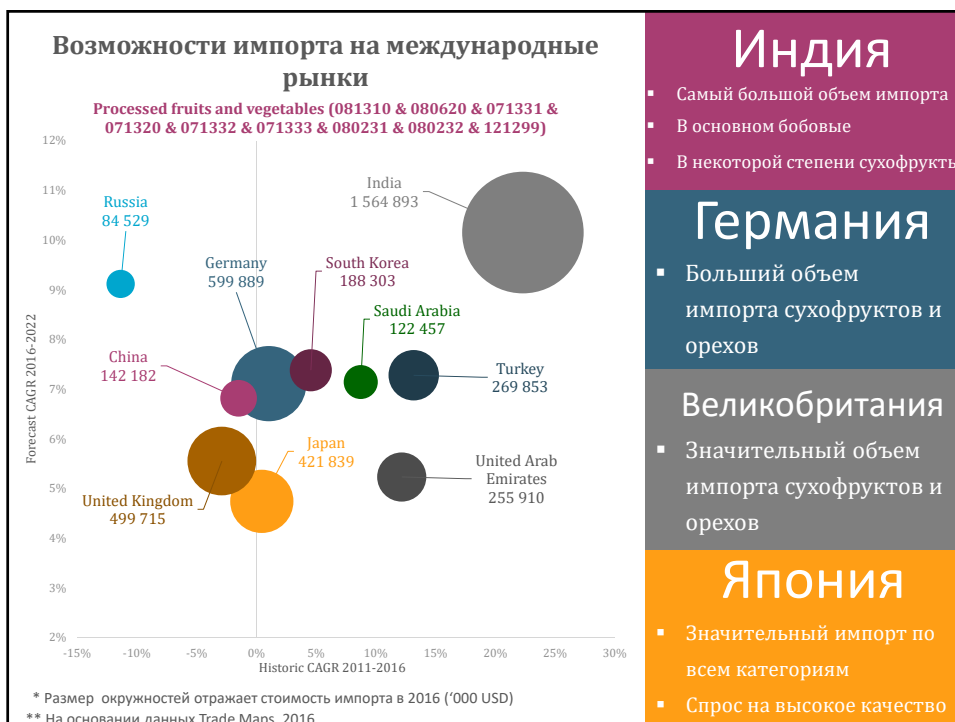 Возможности импорта на международные
рынки
Processed fruits and vegetables (081310 & 080620 & 071331 &
071320 & 071332 & 071333 & 080231 & 080232 & 121299)
12%
11%
10%
9%
8%
7%
6%
5%
4%
3%
2%
Forecast CAGR 2016-2022
India
1 564 893
Russia
84 529
Germany
599 889
South Korea
188 303
Saudi Arabia
122 457
China
142 182
Turkey
269 853
Japan
421 839
United Arab
Emirates
255 910
United Kingdom
499 715
-15%
-10%
-5%
0%
5%
10%
15%
20%
25%
30%
Historic CAGR 2011-2016
* Размер окружностей отражает стоимость импорта в 2016 (‘000 USD)
** На основании данных Trade Maps, 2016
Индия
▪ Самый большой объем импорта
▪ В основном бобовые
▪ В некоторой степени сухофрукты
Германия
▪ Больший объем
импорта сухофруктов и
орехов
Великобритания
▪ Значительный объем
импорта сухофруктов и
орехов
Япония
▪ Значительный импорт по
всем категориям
▪ Спрос на высокое качество